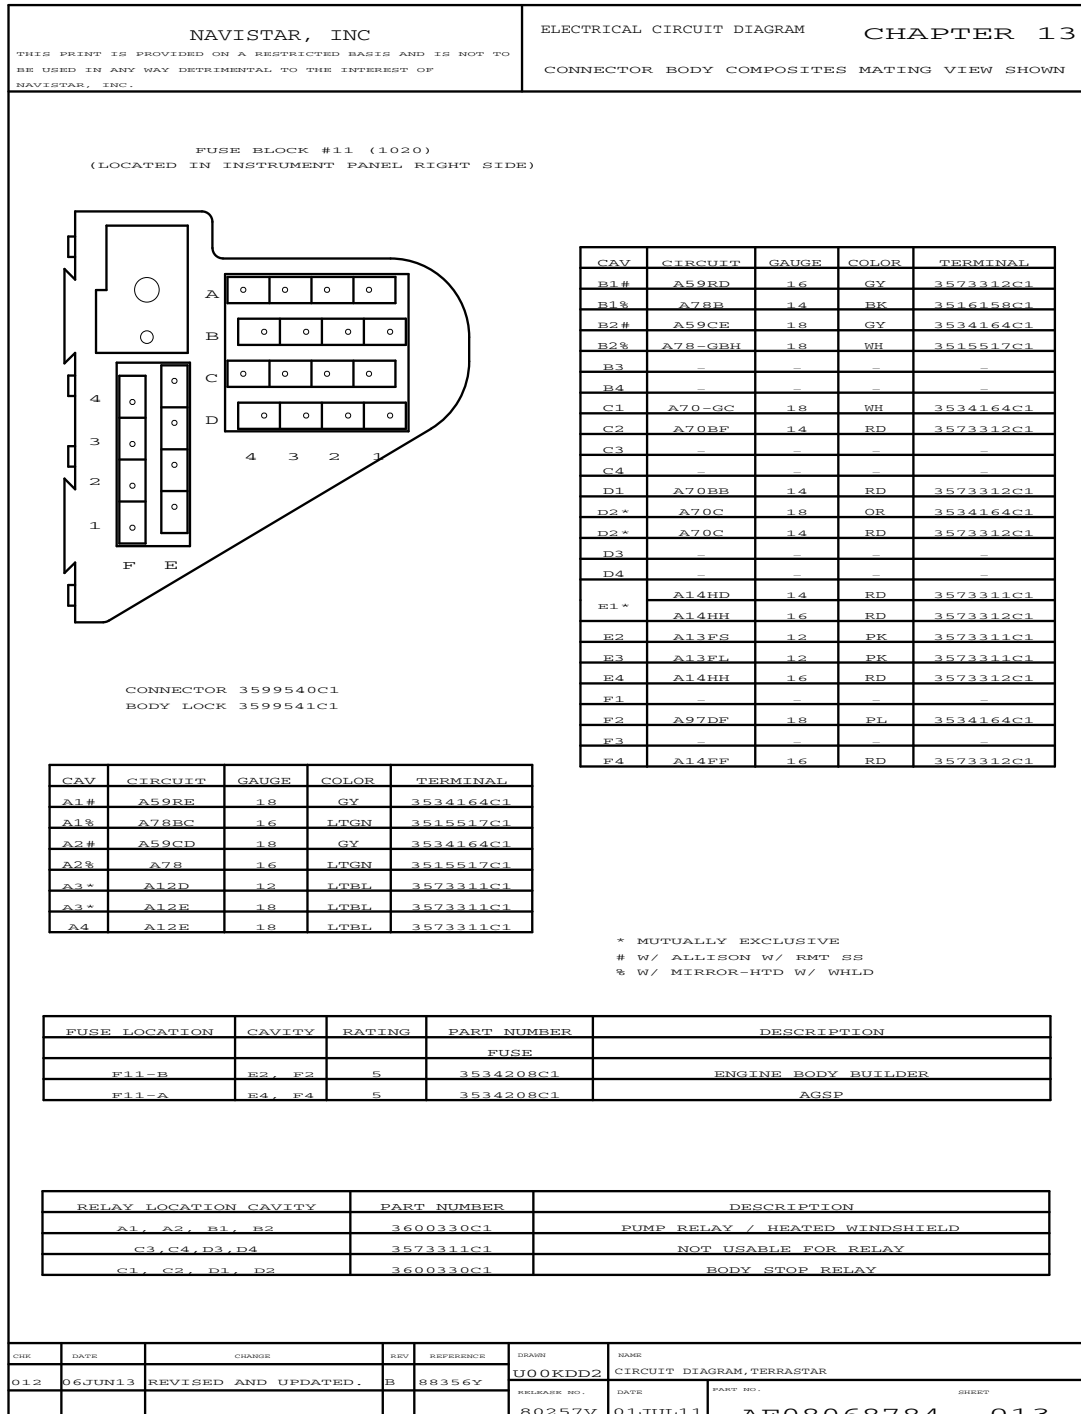 NAVISTAR, INC
THIS PRINT IS PROVIDED ON A RESTRICTED BASIS AND IS NOT TO
BE USED IN ANY WAY DETRIMENTAL TO THE INTEREST OF
NAVISTAR, INC.
ELECTRICAL CIRCUIT DIAGRAM CHAPTER 13
CONNECTOR BODY COMPOSITES MATING VIEW SHOWN
FUSE BLOCK #11 (1020)
(LOCATED IN INSTRUMENT PANEL RIGHT SIDE)
A
B
C
D
4 3 2 1
4
3
2
1
F E
CONNECTOR 3599540C1
BODY LOCK 3599541C1
CAV CIRCUIT GAUGE COLOR TERMINAL
B1# A59RD 16 GY 3573312C1
B1% A78B 14 BK 3516158C1
B2# A59CE 18 GY 3534164C1
B2% A78-GBH 18 WH 3515517C1
B3 – – – –
B4 – – – –
C1 A70-GC 18 WH 3534164C1
C2 A70BF 14 RD 3573312C1
C3 – – – –
C4 – – – –
D1 A70BB 14 RD 3573312C1
D2* A70C 18 OR 3534164C1
D2* A70C 14 RD 3573312C1
D3 – – – –
D4 – – – –
E1* A14HD 14 RD 3573311C1
A14HH 16 RD 3573312C1
E2 A13FS 12 PK 3573311C1
E3 A13FL 12 PK 3573311C1
E4 A14HH 16 RD 3573312C1
F1 – – – –
F2 A97DF 18 PL 3534164C1
F3 – – – –
F4 A14FF 16 RD 3573312C1
CAV CIRCUIT GAUGE COLOR TERMINAL
A1# A59RE 18 GY 3534164C1
A1% A78BC 16 LTGN 3515517C1
A2# A59CD 18 GY 3534164C1
A2% A78 16 LTGN 3515517C1
A3* A12D 12 LTBL 3573311C1
A3* A12E 18 LTBL 3573311C1
A4 A12E 18 LTBL 3573311C1
* MUTUALLY EXCLUSIVE
# W/ ALLISON W/ RMT SS
% W/ MIRROR-HTD W/ WHLD
FUSE LOCATION CAVITY RATING PART NUMBER DESCRIPTION
FUSE
F11-B E2, F2 5 3534208C1 ENGINE BODY BUILDER
F11-A E4, F4 5 3534208C1 AGSP
RELAY LOCATION CAVITY PART NUMBER DESCRIPTION
A1, A2, B1, B2 3600330C1 PUMP RELAY / HEATED WINDSHIELD
C3,C4,D3,D4 3573311C1 NOT USABLE FOR RELAY
C1, C2, D1, D2 3600330C1 BODY STOP RELAY
CHK DATE CHANGE REV REFERENCE DRAWN NAME
012 06JUN13 REVISED AND UPDATED. B 88356Y U00KDD2 CIRCUIT DIAGRAM,TERRASTAR
RELEASE NO. DATE PART NO. SHEET
80257V 01JUL11 AE08068784 013